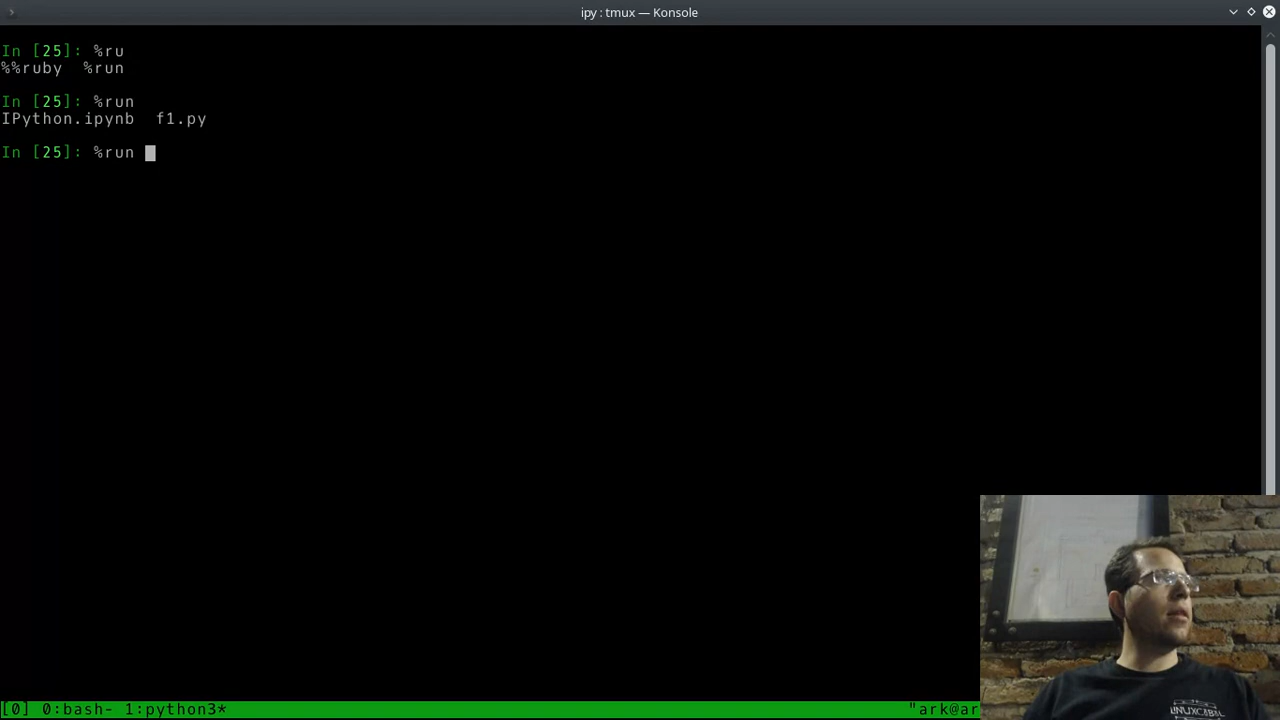 ipy : tmux — Konsole
In [25]: %ru
%%ruby  %run
In [25]: %run
IPython.ipynb  f1.py
In [25]: %run
[0] 0:bash- 1:python3*
"ark@ar
LINUXCABAL